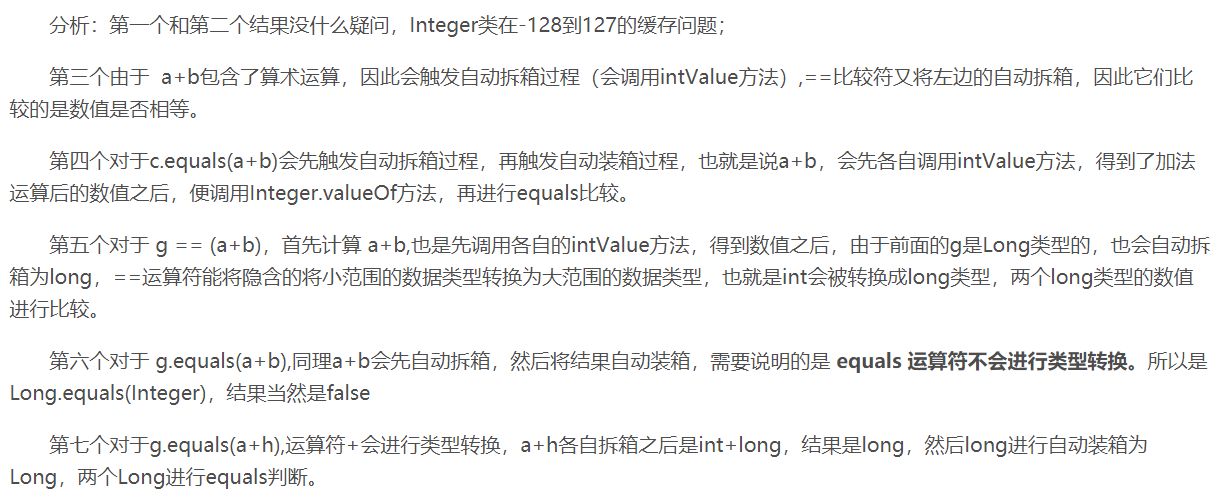 分析：第一个和第二个结果没什么疑问，Integer类在-128到127的缓存问题；
第三个由于 a+b包含了算术运算，因此会触发自动拆箱过程（会调用intValue方法）,==比较符又将左边的自动拆箱，因此它们比
较的是数值是否相等。
第四个对于c.equals(a+b)会先触发自动拆箱过程，再触发自动装箱过程，也就是说a+b，会先各自调用intValue方法，得到了加法
运算后的数值之后，便调用Integer.valueOf方法，再进行equals比较。
第五个对于 g == (a+b)，首先计算 a+b,也是先调用各自的intValue方法，得到数值之后，由于前面的g是Long类型的，也会自动拆
箱为long，==运算符能将隐含的将小范围的数据类型转换为大范围的数据类型，也就是int会被转换成long类型，两个long类型的数值
进行比较。
第六个对于 g.equals(a+b),同理a+b会先自动拆箱，然后将结果自动装箱，需要说明的是 equals 运算符不会进行类型转换。所以是
Long.equals(Integer)，结果当然是false
第七个对于g.equals(a+h),运算符+会进行类型转换，a+h各自拆箱之后是int+long，结果是long，然后long进行自动装箱为
Long，两个Long进行equals判断。